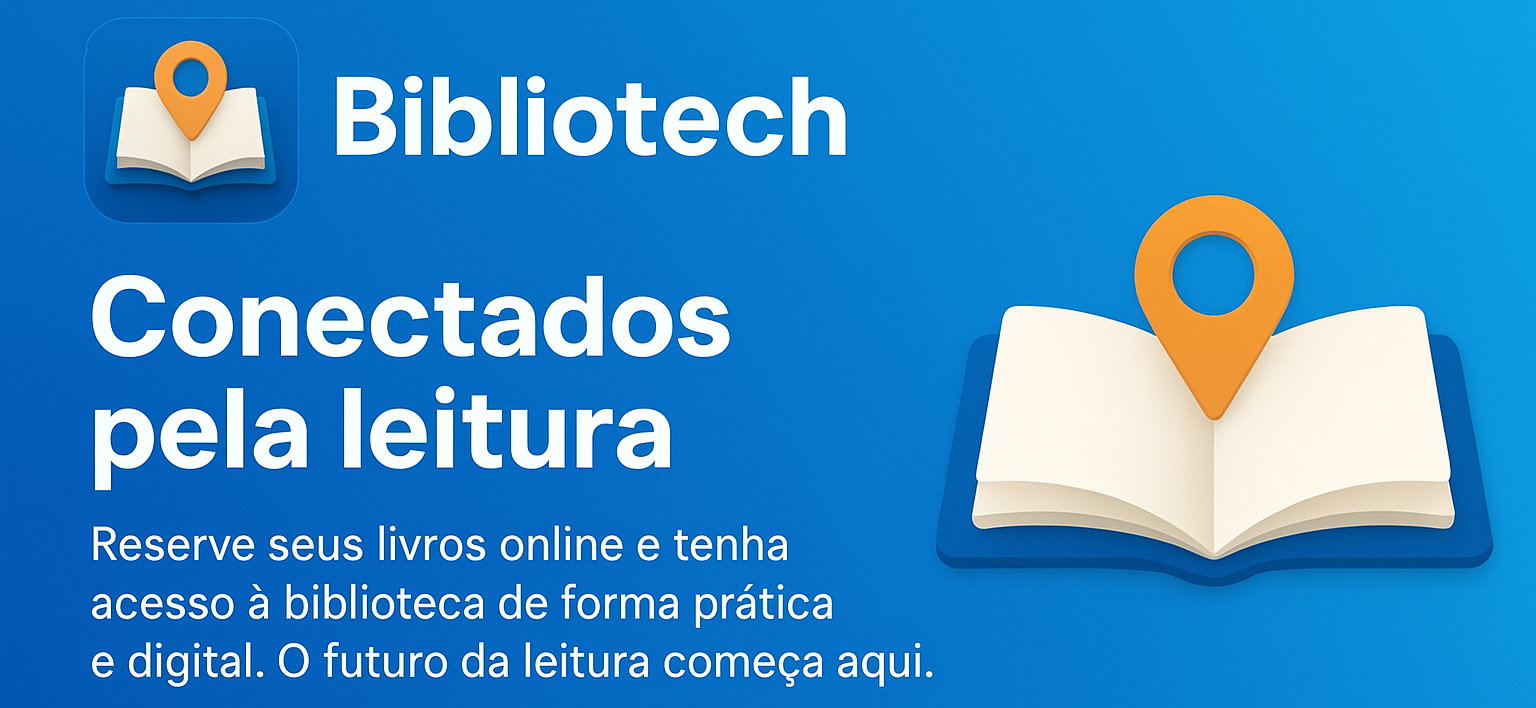 Bibliotech
Conectados
pela leitura
Reserve seus livros online e tenha
acesso à biblioteca de forma prática
e digital. O futuro da leitura começa aqui.